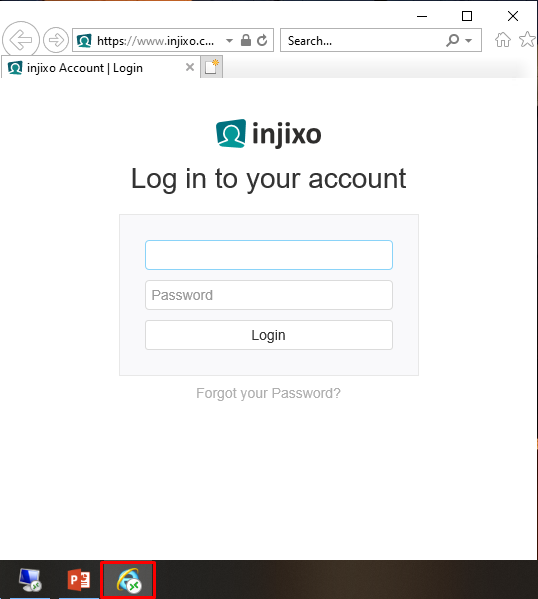 https://www.injixo.c...
Search...
injixo Account | Login
injixo
Log in to your account
Password
Login
Forgot your Password?